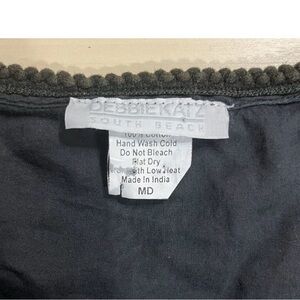 DEBBIE KATZ
SOUTH BEACH
100% Cotton
Hand Wash Cold
Do Not Bleach
Flat Dry
Low Heat
Made In India
MD